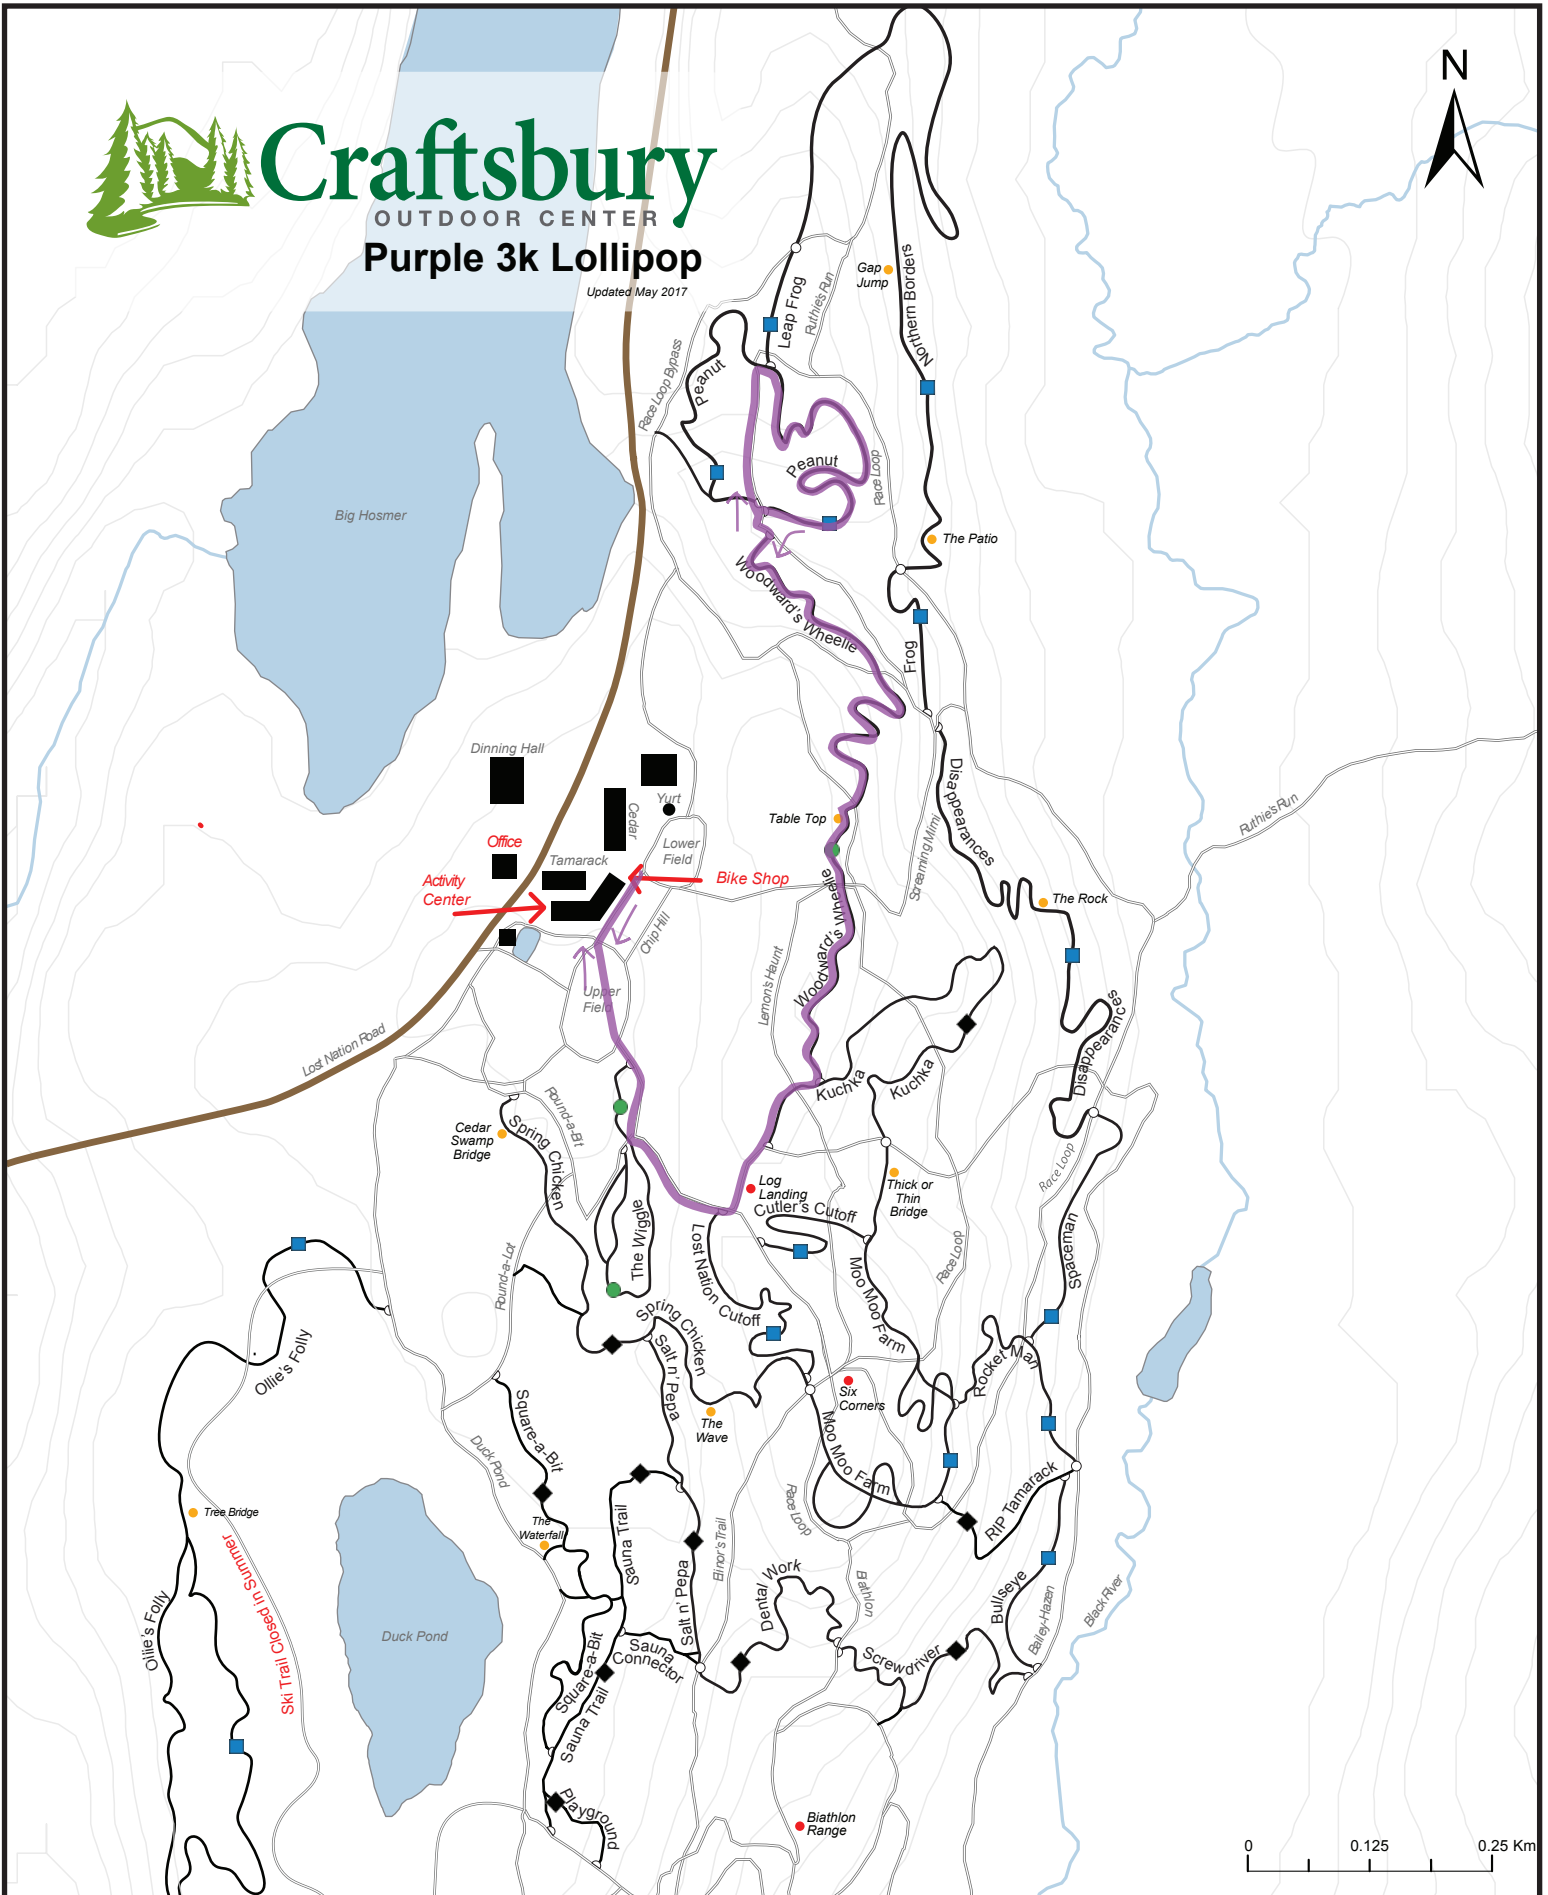 N
Craftsbury
OUTDOOR CENTER
Purple 3k Lollipop
Updated May 2017
Gap
Jump
Northern Borders
Leap Frog
Ruthie's Run
Race Loop Bypass
Peanut
Peanut
Race Loop
Big Hosmer
The Patio
Woodward's Wheelie
Frog
Dinning Hall
Disappearances
Yurt
Cedar
Table Top
Ruthie's Run
Office
Lower
Field
Tamarack
Screaming Mimi
Activity
Center
Bike Shop
Woodward's Wheelie
The Rock
Chip Hill
Lemon's Haunt
Upper
Field
Lost Nation Road
Disappearances
Kuchka
Kuchka
Round-a-Bit
Cedar
Swamp
Bridge
Spring Chicken
Race Loop
Log
Landing
Thick or
Thin
Bridge
Cutler's Cutoff
The Wiggle
Lost Nation Cutoff
Spaceman
Round-a-Lot
Race Loop
Moo Moo Farm
Spring Chicken
Ollie's Folly
Salt n' Pepa
Rocket Man
Six
Corners
Square-a-Bit
The
Wave
Moo Moo Farm
Duck Pond
RIP Tamarack
Tree Bridge
The
Waterfall
Sauna Trail
Race Loop
Ski Trail Closed in Summer
Binor's Trail
Dental Work
Biathlon
Bullseye
Black River
Bailey-Hazen
Ollie's Folly
Duck Pond
Salt n' Pepa
Sauna
Connector
Screwdriver
Square-a-Bit
Sauna Trail
Playground
Biathlon
Range
0 0.125 0.25 Km